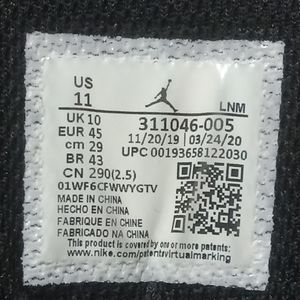 US
11
LNM
UK 10
EUR 45
cm 29
BR 43
CN 290(2.5)
311046-005
11/20/19 03/24/20
UPC 00193658122030
01WF6CFWWYGTV
MADE IN CHINA
HECHO EN CHINA
FABRIQUE EN CHINE
FABRICADO NA CHINA
This product is covered by one or more patents:
www.nike.com/patentsvirtualmarking